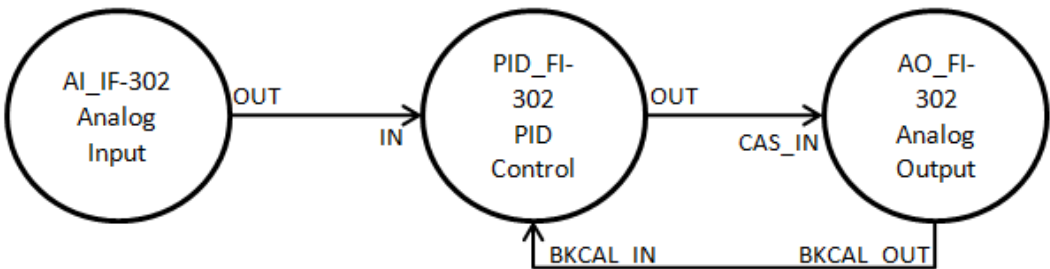 AI_IF-302
Analog
Input
OUT
IN
PID_FI-
302
PID
Control
OUT
CAS_IN
AO_FI-
302
Analog
Output
BKCAL_IN
BKCAL_OUT